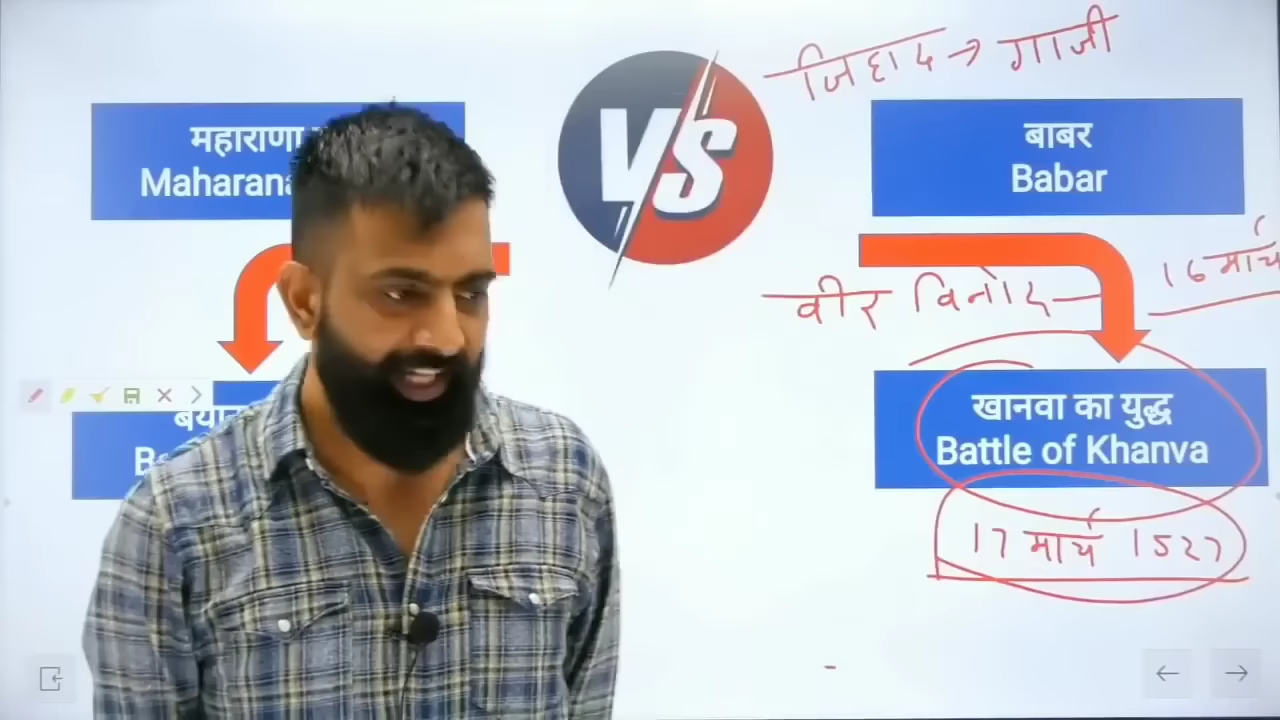 जिहाद → गाजी
महाराणा
Maharana
VS
बाबर
Babar
वीर विनोद —
16 मार्च
खानवा का युद्ध
Battle of Khanva
17 मार्च 1527